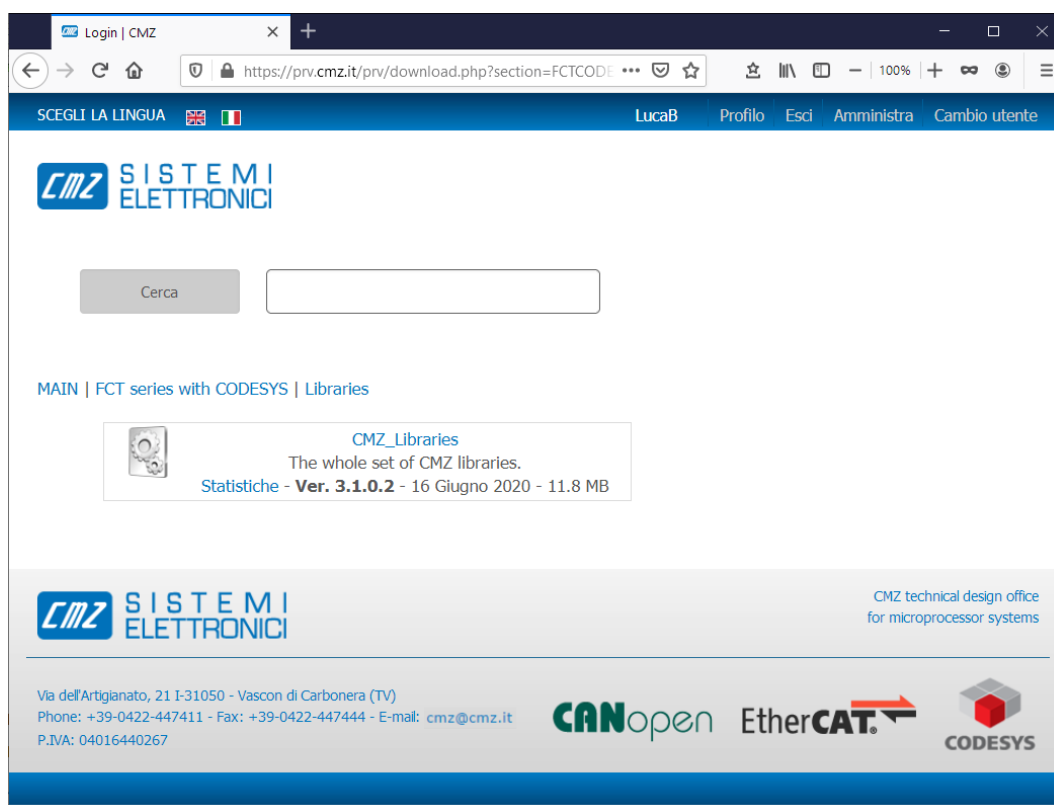 Login | CMZ
https://prv.cmz.it/prv/download.php?section=FCTCODE
100%
SCEGLI LA LINGUA
LucaB Profilo Esci Amministra Cambio utente
CMZ SISTEMI
ELETTRONICI
Cerca
MAIN | FCT series with CODESYS | Libraries
CMZ_Libraries
The whole set of CMZ libraries.
Statistiche - Ver. 3.1.0.2 - 16 Giugno 2020 - 11.8 MB
CMZ SISTEMI
ELETTRONICI
CMZ technical design office
for microprocessor systems
Via dell'Artigianato, 21 I-31050 - Vascon di Carbonera (TV)
Phone: +39-0422-447411 - Fax: +39-0422-447444 - E-mail: cmz@cmz.it
P.IVA: 04016440267
CANopen
EtherCAT.
CODESYS